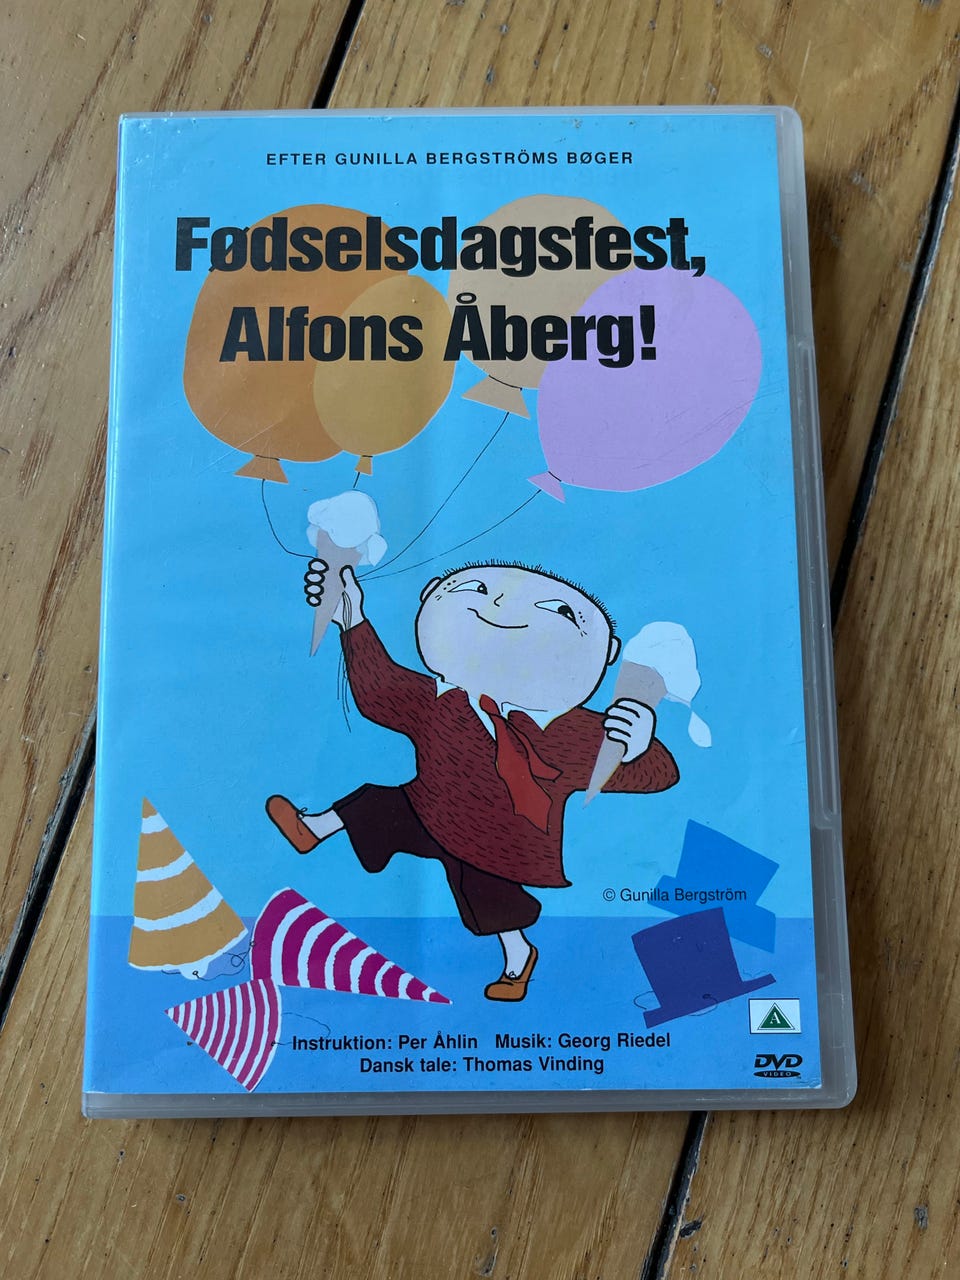 EFTER GUNILLA BERGSTRÖMS BØGER
Fødselsdagsfest,
Alfons Åberg!
© Gunilla Bergström
A
Instruktion: Per Åhlin Musik: Georg Riedel
Dansk tale: Thomas Vinding
DVD
VIDEO